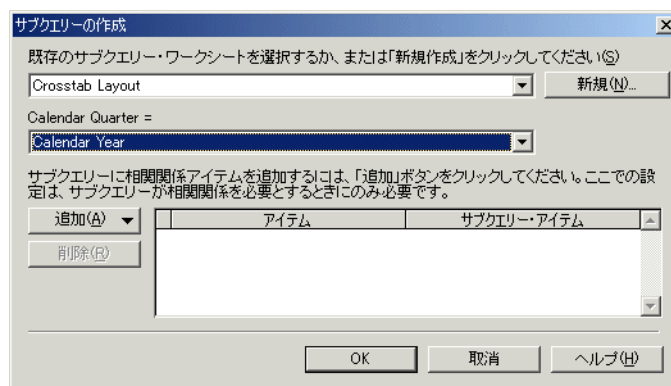 サブクエリーの作成
既存のサブクエリー・ワークシートを選択するか、または「新規作成」をクリックしてください(S)
Crosstab Layout
新規(N)...
Calendar Quarter =
Calendar Year
サブクエリーに相関関係アイテムを追加するには、「追加」ボタンをクリックしてください。ここでの設
定は、サブクエリーが相関関係を必要とするときにのみ必要です。
追加(A)
アイテム
サブクエリー・アイテム
削除(R)
OK
取消
ヘルプ(H)